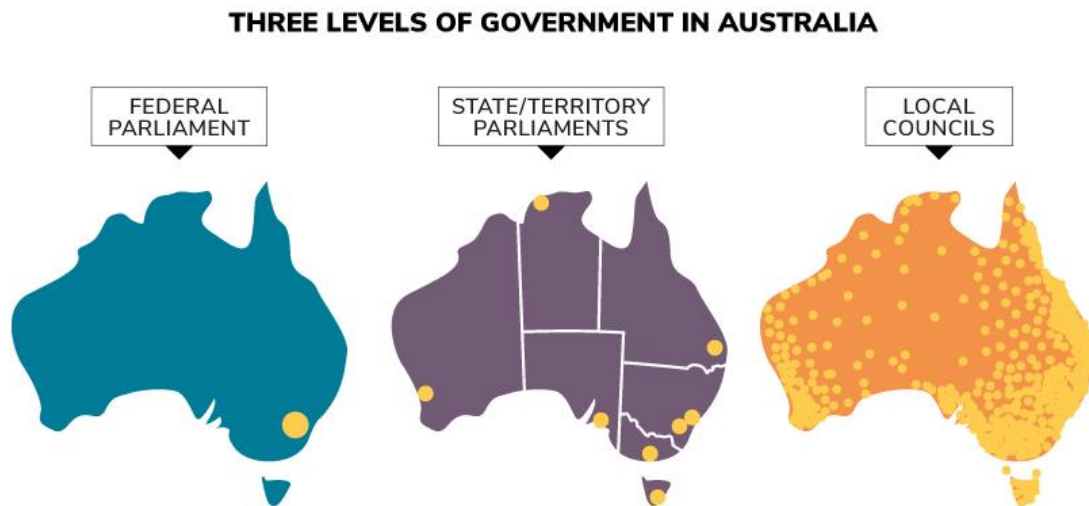 THREE LEVELS OF GOVERNMENT IN AUSTRALIA
FEDERAL
PARLIAMENT
STATE/TERRITORY
PARLIAMENTS
LOCAL
COUNCILS